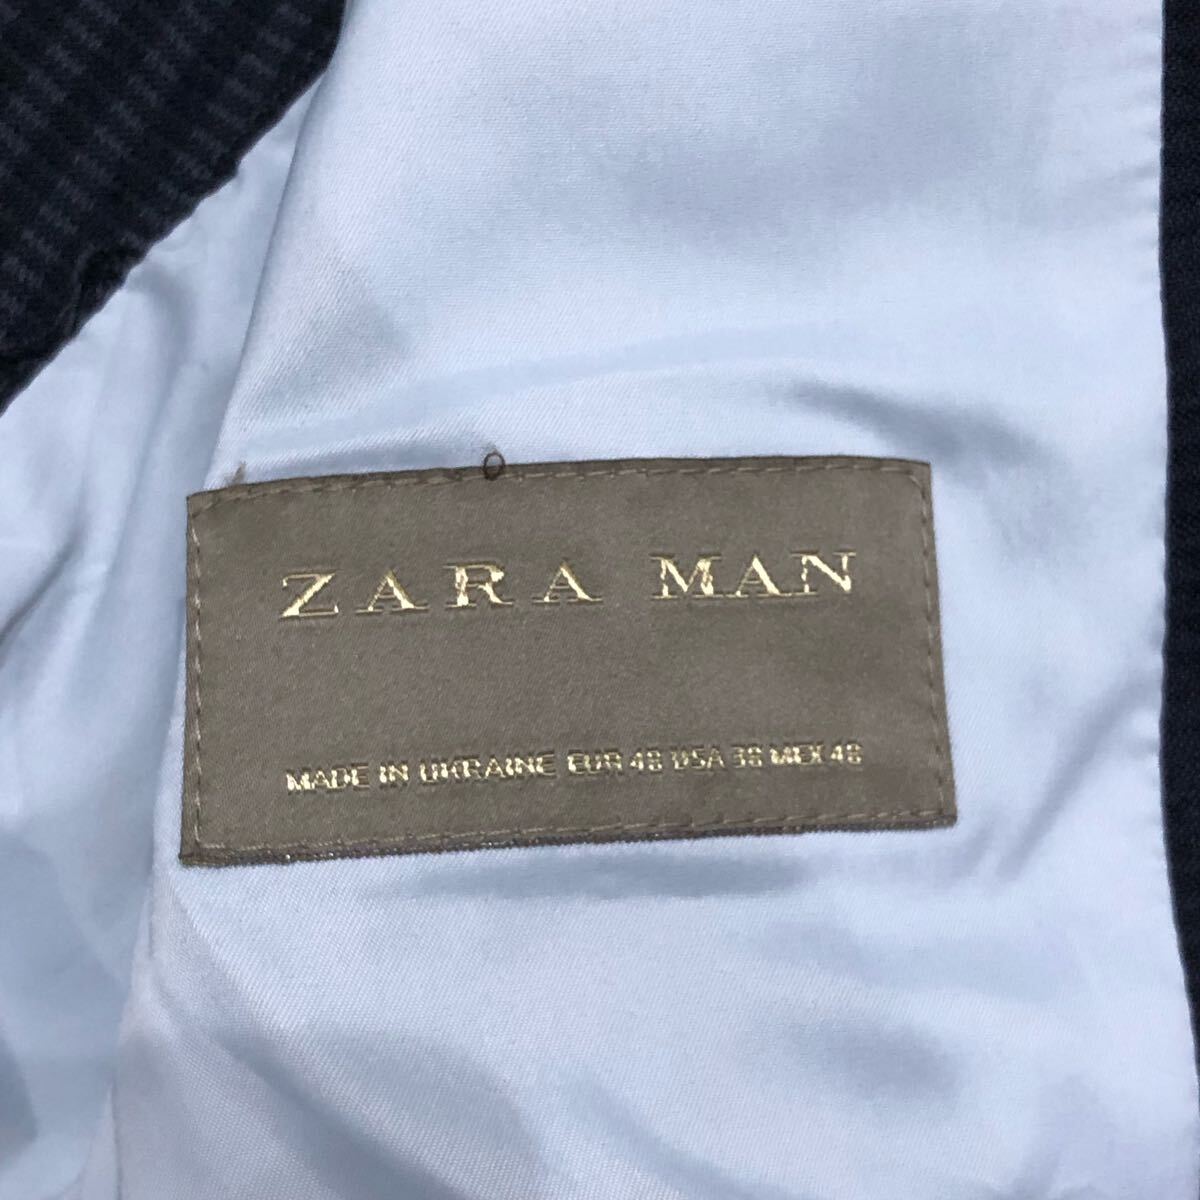 ZARA MAN
MADE IN UKRAINE EUR 48 USA 38 MEX 48